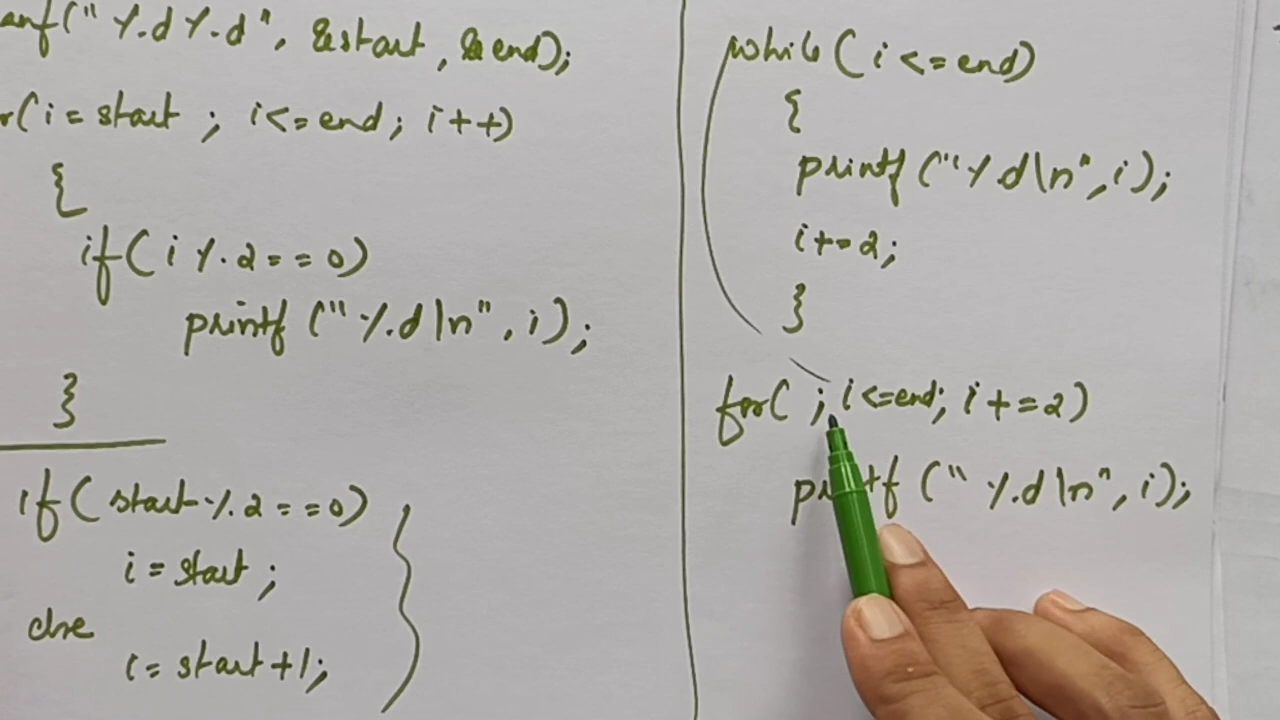 anf("%d%d", &start, &end);
r(i=start ; i<=end; i++)
{
if(i%2==0)
printf("%d\n", i);
}
if(start%2==0)
i=start;
else
i=start+1;
while(i<=end)
{
printf("%d\n", i);
i+=2;
}
for( ; i<=end; i+=2)
printf("%d\n", i);